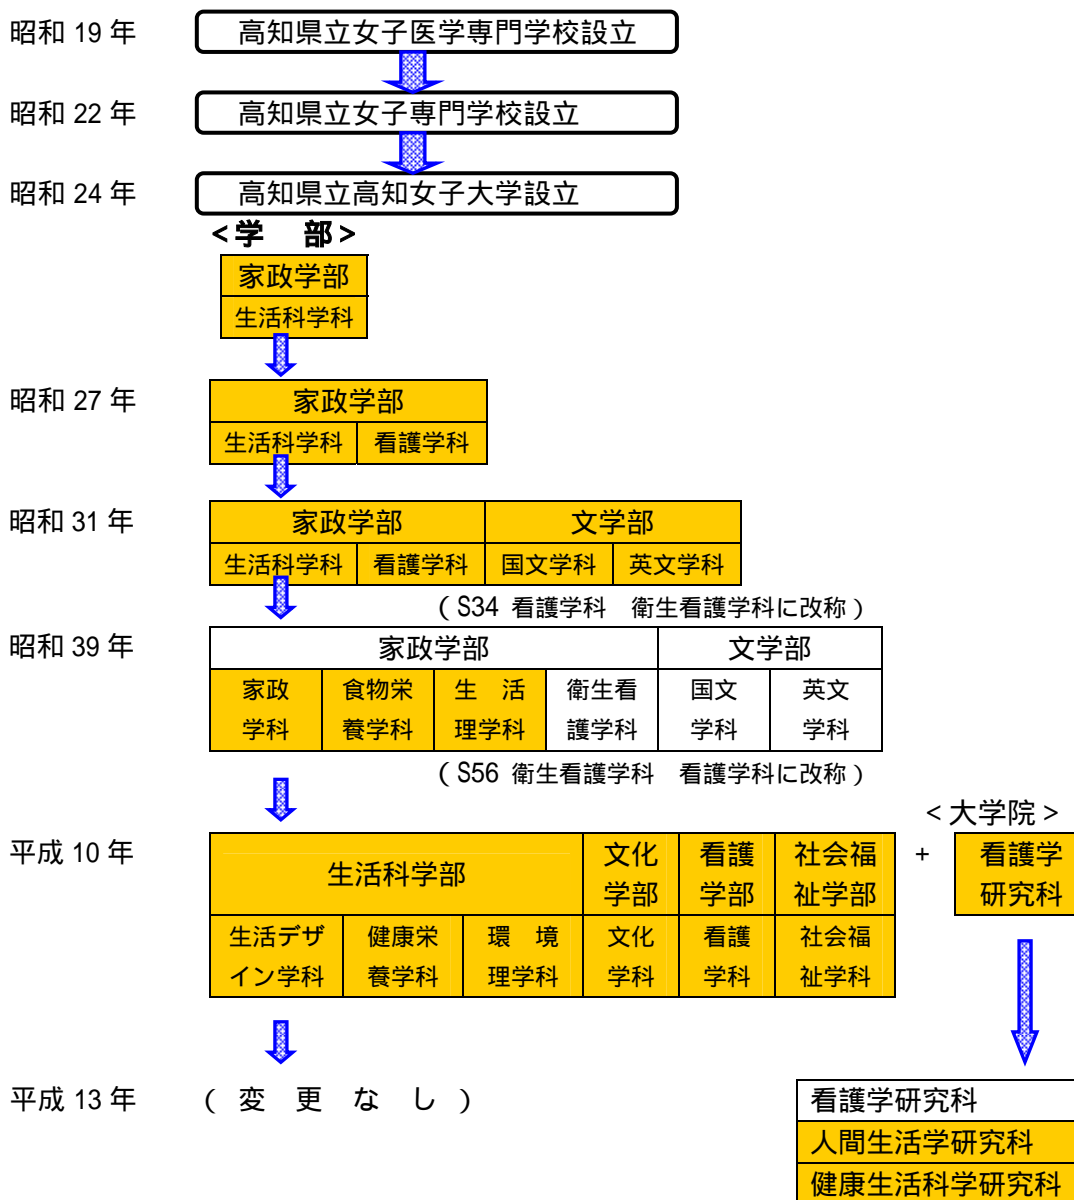 昭和 19 年 高知県立女子医学専門学校設立
昭和 22 年 高知県立女子専門学校設立
昭和 24 年 高知県立高知女子大学設立
<学 部>
家政学部
生活科学科
昭和 27 年 家政学部
生活科学科 看護学科
昭和 31 年 家政学部 文学部
生活科学科 看護学科 国文学科 英文学科
(S34 看護学科 衛生看護学科に改称)
昭和 39 年 家政学部 文学部
家政 食物栄 生 活 衛生看 国文 英文
学科 養学科 理学科 護学科 学科 学科
(S56 衛生看護学科 看護学科に改称)
<大学院>
平成 10 年 生活科学部 文化 看護 社会福 + 看護学
学部 学部 祉学部 研究科
生活デザ 健康栄 環 境 文化 看護 社会福
イン学科 養学科 理学科 学科 学科 祉学科
平成 13 年 (変 更 な し) 看護学研究科
人間生活学研究科
健康生活科学研究科